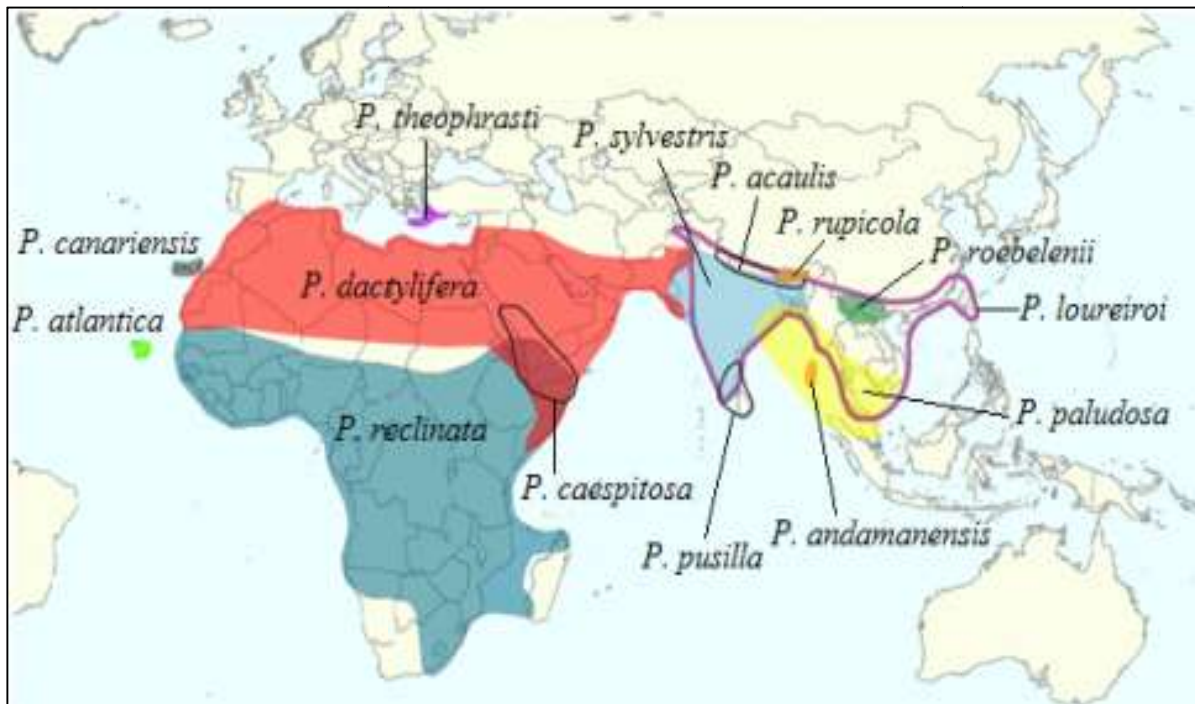 P. theophrasti
P. sylvestris
P. acaulis
P. rupicola
P. canariensis
P. roebelenii
P. dactylifera
P. loureiroi
P. atlantica
P. paludosa
P. reclinata
P. caespitosa
P. andamanensis
P. pusilla